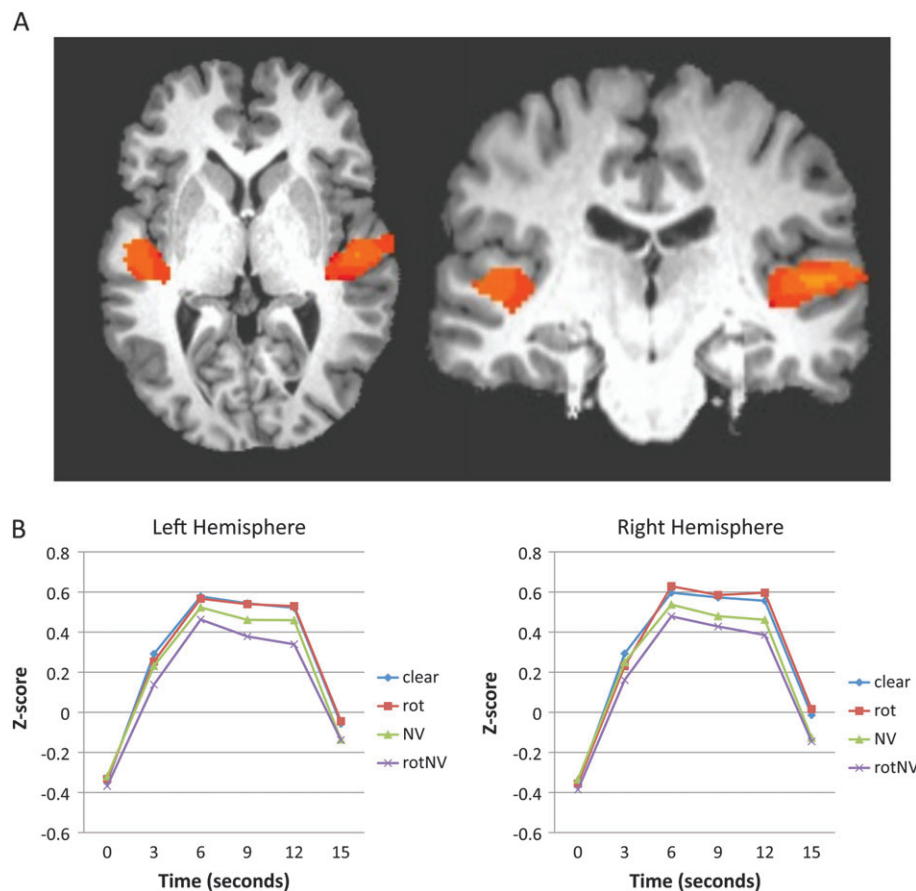 A
B
Left Hemisphere
0.8
0.6
0.4
0.2
0
-0.2
-0.4
-0.6
Z-score
0 3 6 9 12 15
Time (seconds)
clear
rot
NV
rotNV
Right Hemisphere
0.8
0.6
0.4
0.2
0
-0.2
-0.4
-0.6
Z-score
0 3 6 9 12 15
Time (seconds)
clear
rot
NV
rotNV